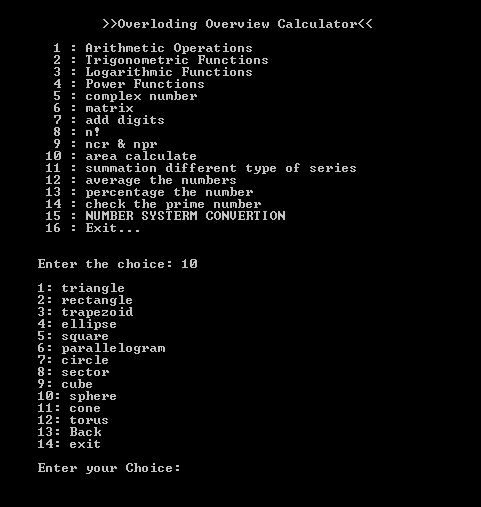 >>Overloding Overview Calculator<<
1 : Arithmetic Operations
2 : Trigonometric Functions
3 : Logarithmic Functions
4 : Power Functions
5 : complex number
6 : matrix
7 : add digits
8 : n!
9 : ncr & npr
10 : area calculate
11 : summation different type of series
12 : average the numbers
13 : percentage the number
14 : check the prime number
15 : NUMBER SYSTERM CONVERTION
16 : Exit...
Enter the choice: 10
1: triangle
2: rectangle
3: trapezoid
4: ellipse
5: square
6: parallelogram
7: circle
8: sector
9: cube
10: sphere
11: cone
12: torus
13: Back
14: exit
Enter your Choice: